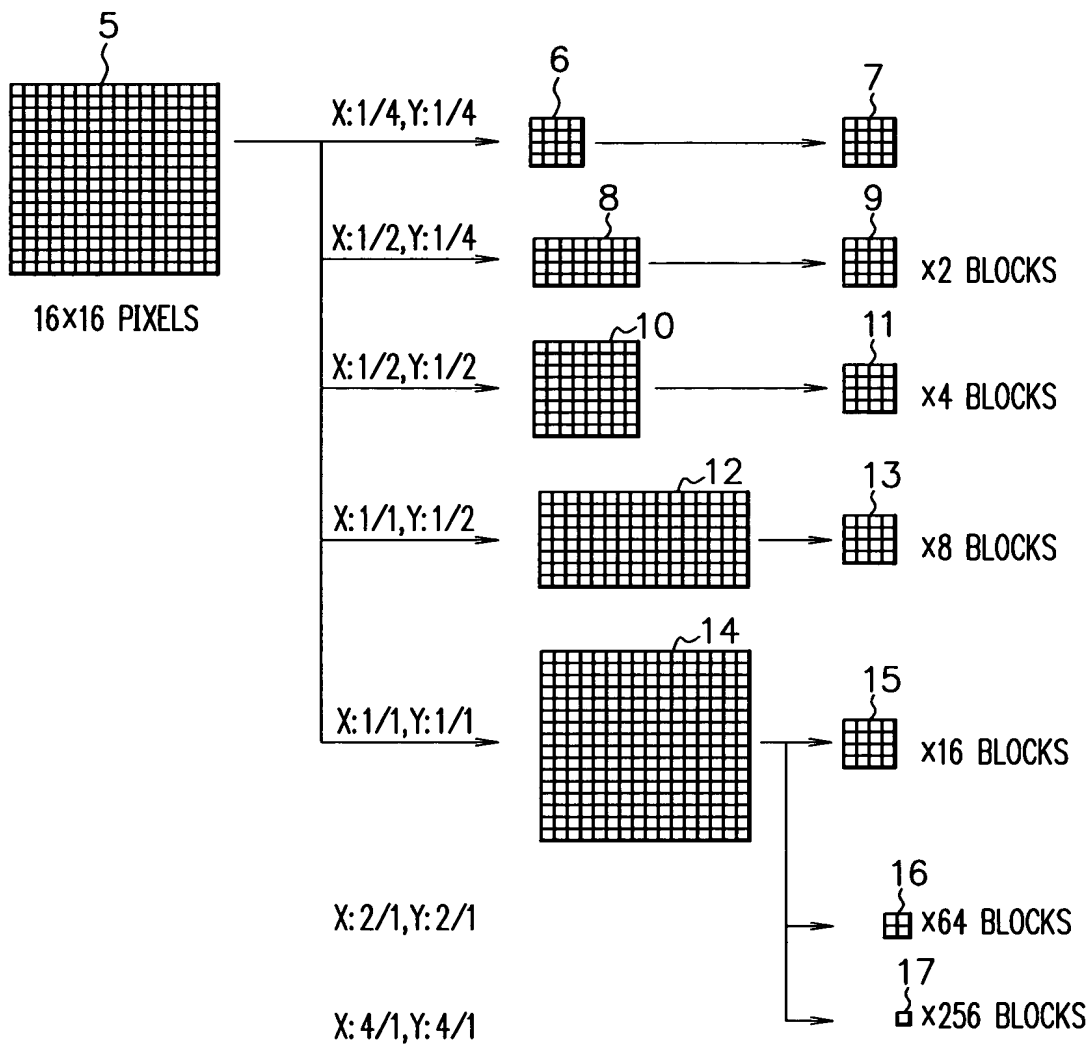 5
16×16 PIXELS
X:1/4,Y:1/4
6
7
X:1/2,Y:1/4
8
9
x2 BLOCKS
X:1/2,Y:1/2
10
11
x4 BLOCKS
X:1/1,Y:1/2
12
13
x8 BLOCKS
X:1/1,Y:1/1
14
15
x16 BLOCKS
X:2/1,Y:2/1
16
x64 BLOCKS
X:4/1,Y:4/1
17
x256 BLOCKS